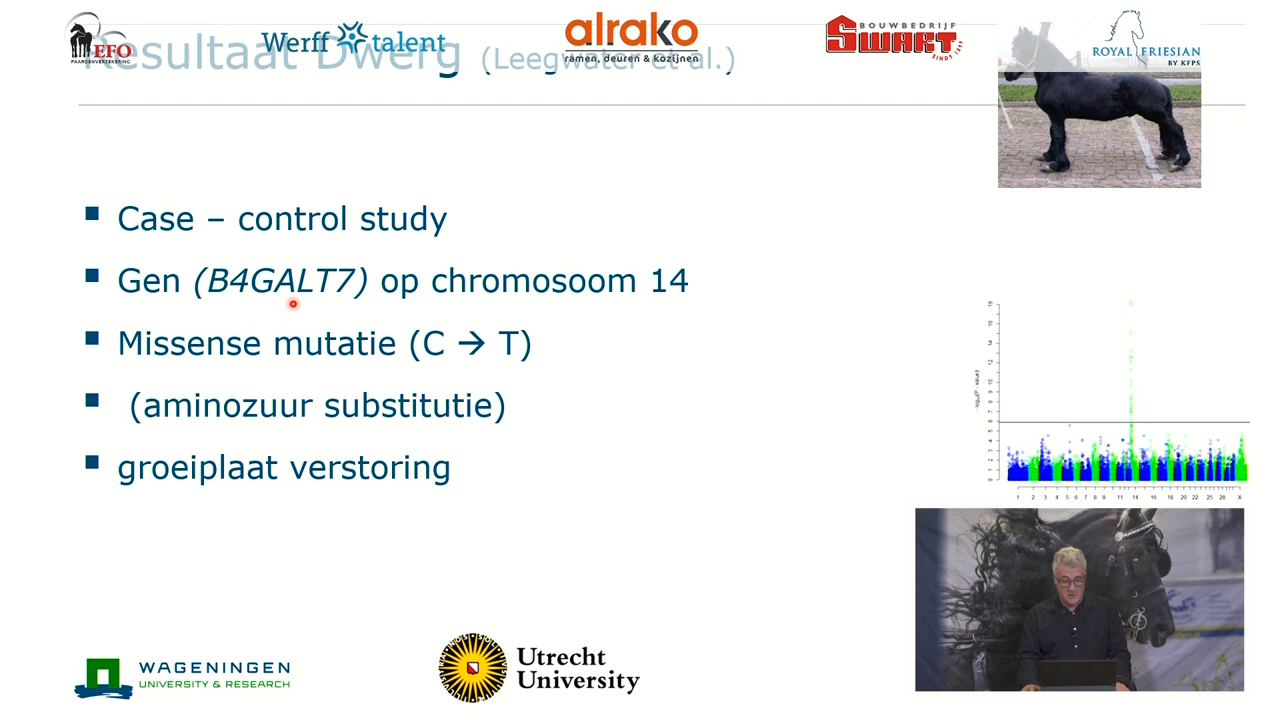 EFO
PAARDENVERZEKERING
Werff talent
alrako
ramen, deuren & kozijnen
BOUWBEDRIJF
SWART
ROYAL FRIESIAN
BY KFPS
Resultaat Dwerg (Leegwater et al.)
Case – control study
Gen (B4GALT7) op chromosoom 14
Missense mutatie (C → T)
(aminozuur substitutie)
groeiplaat verstoring
WAGENINGEN
UNIVERSITY & RESEARCH
Utrecht
University